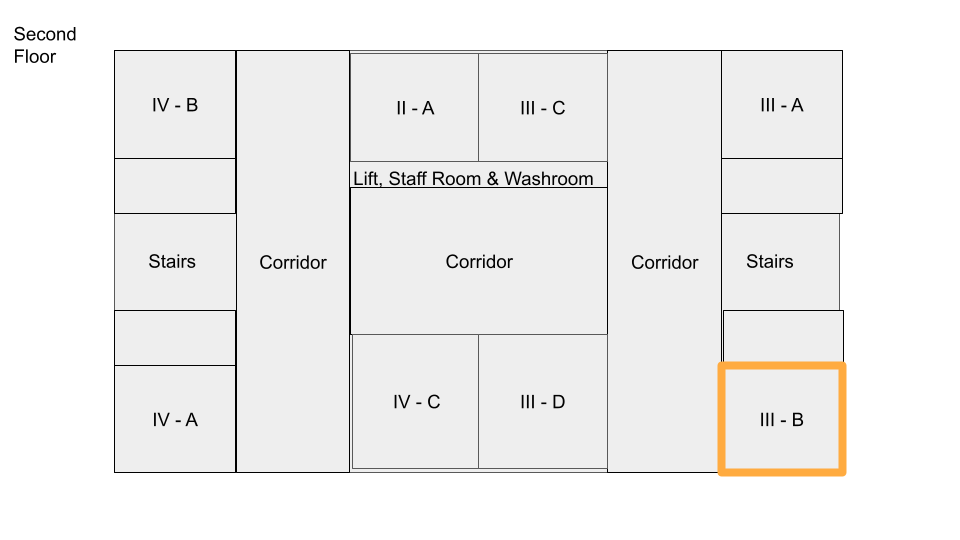 Second
Floor
IV - B
II - A
III - C
III - A
Lift, Staff Room & Washroom
Stairs
Corridor
Corridor
Corridor
Stairs
IV - C
III - D
IV - A
III - B